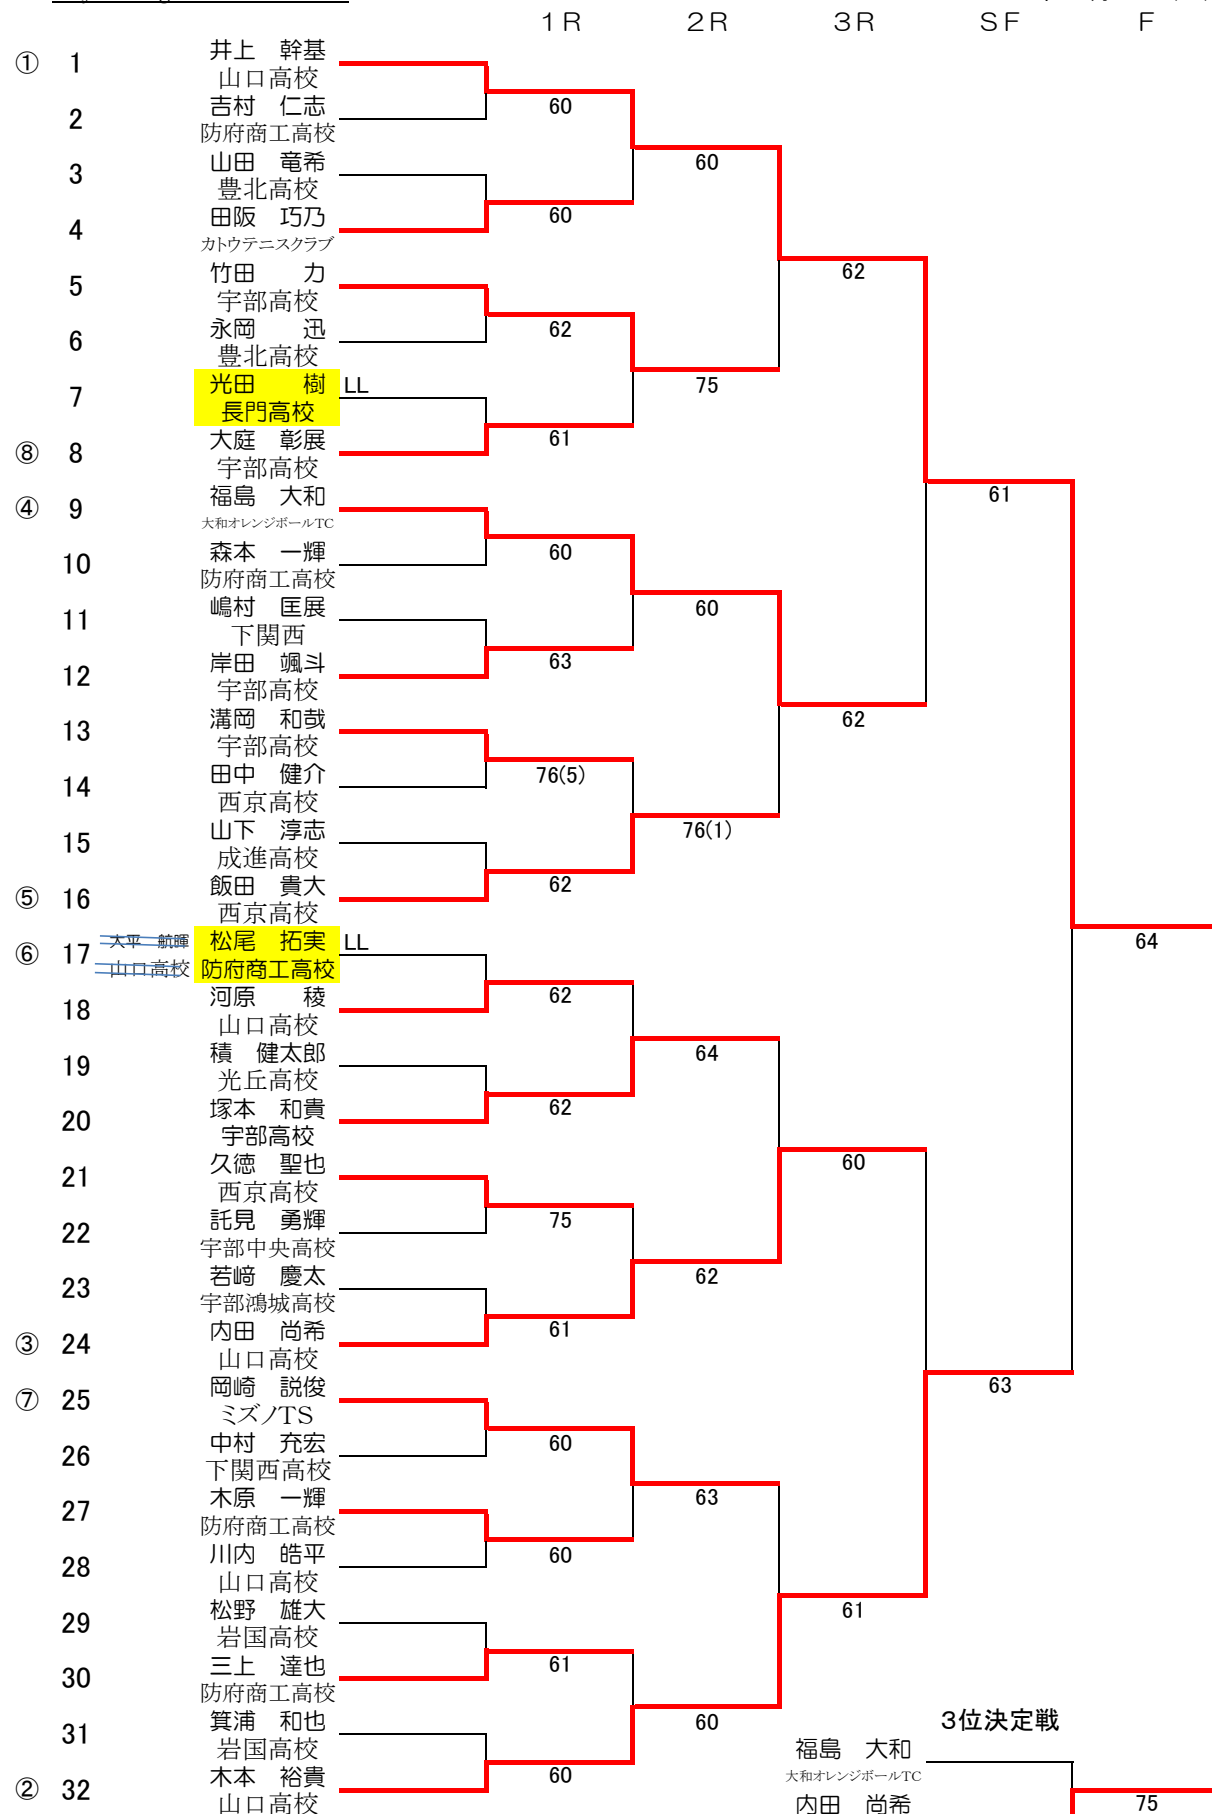 1R 2R 3R SF F
① 1 井上 幹基
山口高校
60
2 吉村 仁志
防府商工高校
60
3 山田 竜希
豊北高校
60
4 田阪 巧乃
カトウテニスクラブ
62
5 竹田 力
宇部高校
62
6 永岡 迅
豊北高校
75
7 光田 樹 LL
長門高校
61
⑧ 8 大庭 彰展
宇部高校
61
④ 9 福島 大和
大和オレンジボールTC
60
10 森本 一輝
防府商工高校
60
11 嶋村 匡展
下関西
63
12 岸田 颯斗
宇部高校
62
13 溝岡 和哉
宇部高校
76(5)
14 田中 健介
西京高校
76(1)
15 山下 淳志
成進高校
62
⑤ 16 飯田 貴大
西京高校
64
⑥ 17 大平 航暉 松尾 拓実 LL
山口高校 防府商工高校
62
18 河原 稜
山口高校
64
19 積 健太郎
光丘高校
62
20 塚本 和貴
宇部高校
60
21 久徳 聖也
西京高校
75
22 託見 勇輝
宇部中央高校
62
23 若﨑 慶太
宇部鴻城高校
61
③ 24 内田 尚希
山口高校
63
⑦ 25 岡崎 説俊
ミズノTS
60
26 中村 充宏
下関西高校
63
27 木原 一輝
防府商工高校
60
28 川内 皓平
山口高校
61
29 松野 雄大
岩国高校
61
30 三上 達也
防府商工高校
60
31 箕浦 和也
岩国高校
60
② 32 木本 裕貴
山口高校
3位決定戦
福島 大和
大和オレンジボールTC
内田 尚希
75